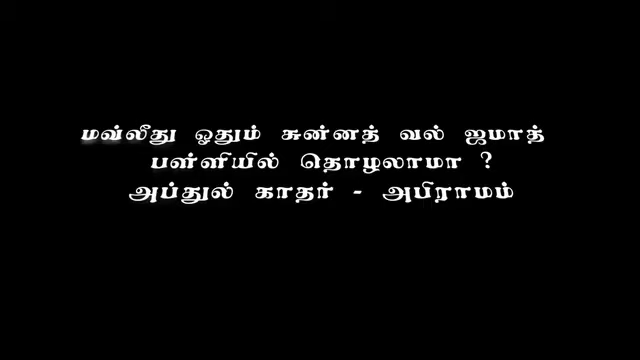 மவ்லீது ஓதும் சுன்னத் வல் ஜமாத்
பள்ளியில் தொழலாமா ?
அப்துல் காதர் - அபிராமம்